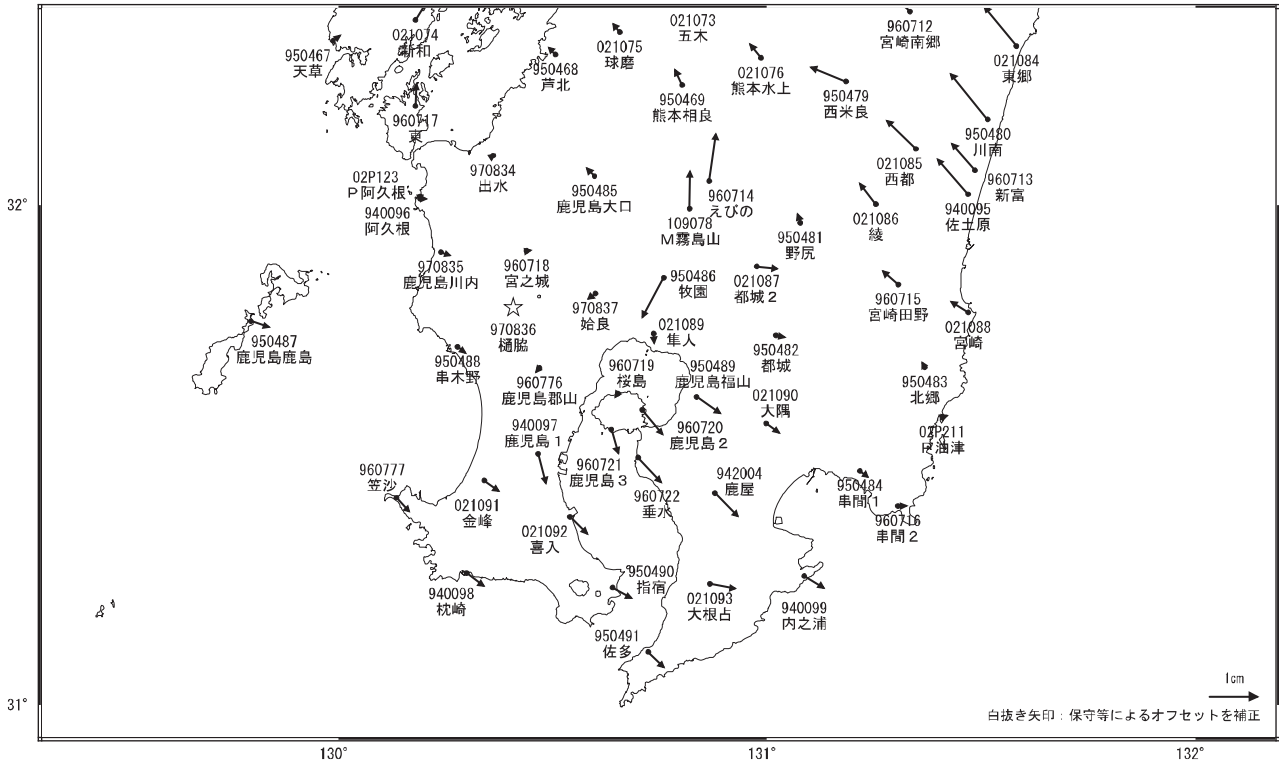 960712
宮崎南郷
021073
五木
021074
新和
021075
球磨
950467
天草
950468
芦北
021076
熊本水上
021084
東郷
950469
熊本相良
950479
西米良
960717
東
950480
川南
970834
出水
021085
西都
02P123
P阿久根
950485
鹿児島大口
960714
えびの
960713
新富
32°
940096
阿久根
109078
M霧島山
021086
綾
940095
佐土原
950481
野尻
970835
鹿児島川内
960718
宮之城
950486
牧園
021087
都城2
970837
姶良
960715
宮崎田野
970836
樋脇
021089
隼人
021088
宮崎
950487
鹿児島鹿島
950488
串木野
950482
都城
960719
桜島
950489
鹿児島福山
960776
鹿児島郡山
950483
北郷
021090
大隅
940097
鹿児島1
960720
鹿児島2
02P211
P油津
960777
笠沙
960721
鹿児島3
942004
鹿屋
950484
串間1
021091
金峰
960722
垂水
960716
串間2
021092
喜入
950490
指宿
940098
枕崎
021093
大根占
940099
内之浦
950491
佐多
1cm
31°
白抜き矢印：保守等によるオフセットを補正
130°
131°
132°